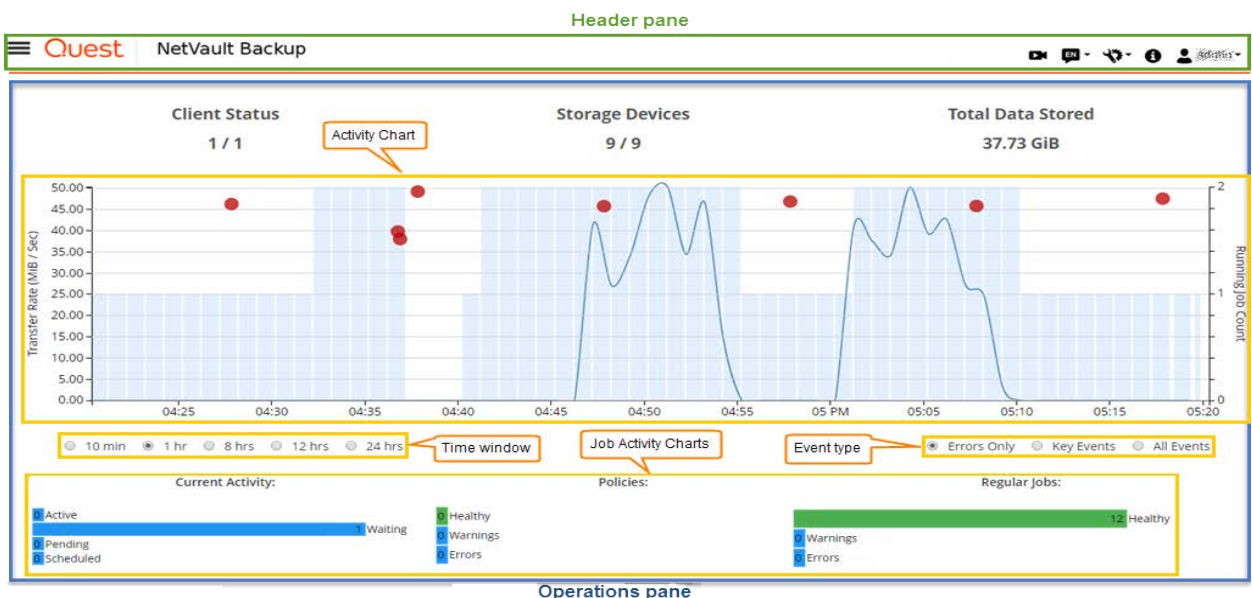 Header pane
Quest NetVault Backup
EN
Client Status
1 / 1
Storage Devices
9 / 9
Total Data Stored
37.73 GiB
Activity Chart
Transfer Rate (MiB / Sec)
50.00
45.00
40.00
35.00
30.00
25.00
20.00
15.00
10.00
5.00
0.00
2
1
0
Running Job Count
04:25 04:30 04:35 04:40 04:45 04:50 04:55 05 PM 05:05 05:10 05:15 05:20
10 min 1 hr 8 hrs 12 hrs 24 hrs
Time window
Job Activity Charts
Event type
Errors Only Key Events All Events
Current Activity:
0 Active
1 Waiting
0 Pending
0 Scheduled
Policies:
0 Healthy
0 Warnings
0 Errors
Regular Jobs:
12 Healthy
0 Warnings
0 Errors
Operations pane